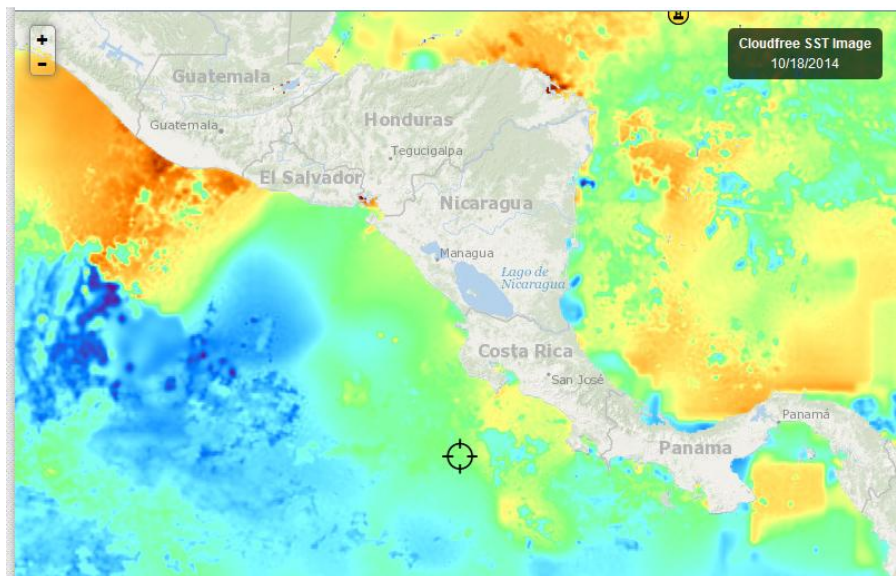 +
-
Cloudfree SST Image
10/18/2014
Guatemala
Guatemala
Honduras
Tegucigalpa
El Salvador
Nicaragua
Managua
Lago de
Nicaragua
Costa Rica
San José
Panamá
Panama